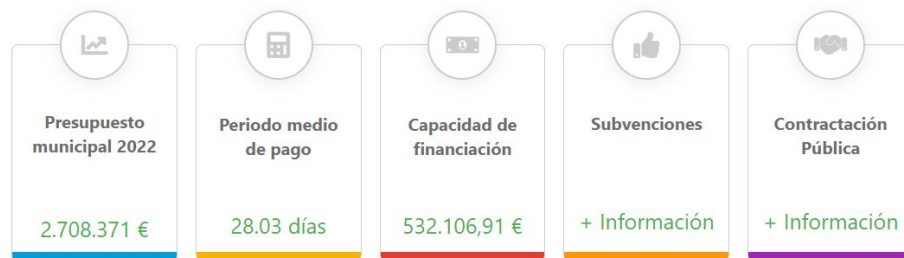 Presupuesto
municipal 2022
2.708.371 €
Periodo medio
de pago
28.03 días
Capacidad de
financiación
532.106,91 €
Subvenciones
+ Información
Contractación
Pública
+ Información